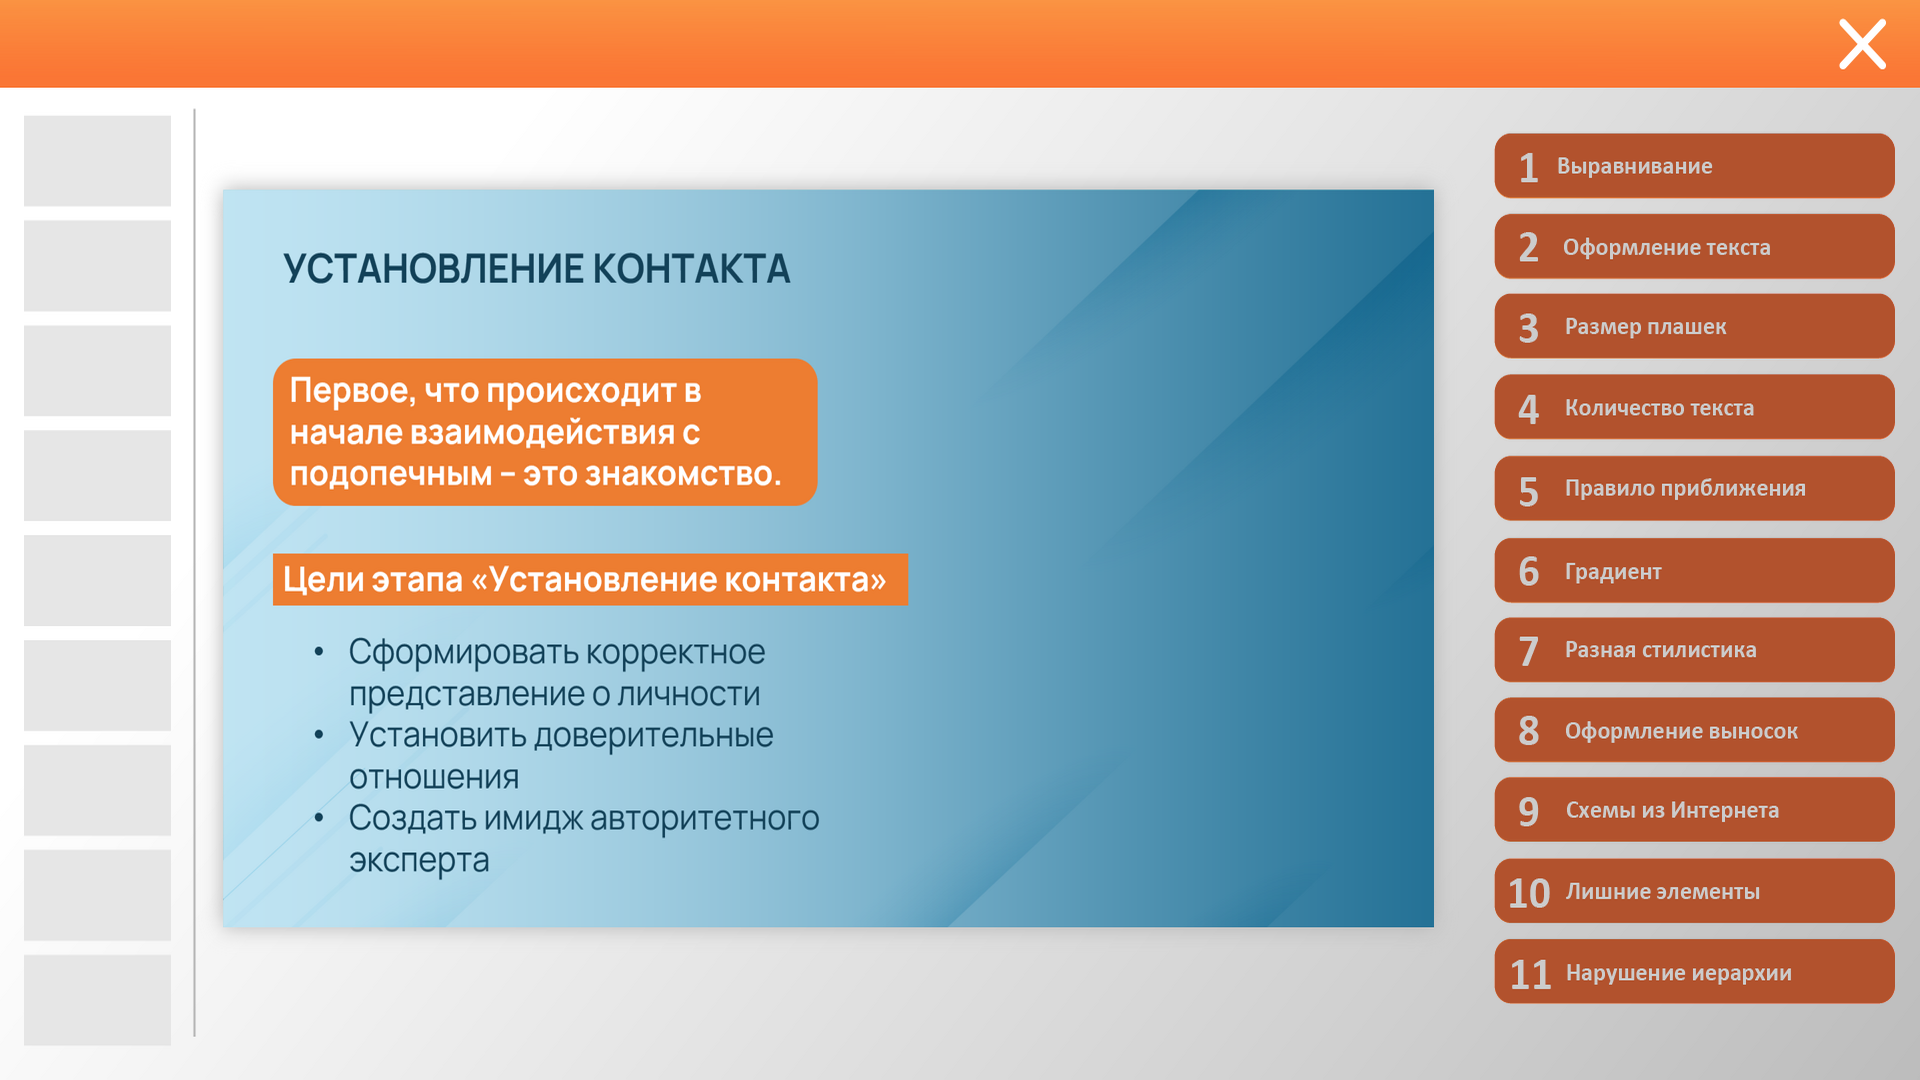 УСТАНОВЛЕНИЕ КОНТАКТА
Первое, что происходит в
начале взаимодействия с
подопечным – это знакомство.
Цели этапа «Установление контакта»
• Сформировать корректное
представление о личности
• Установить доверительные
отношения
• Создать имидж авторитетного
эксперта
1 Выравнивание
2 Оформление текста
3 Размер плашек
4 Количество текста
5 Правило приближения
6 Градиент
7 Разная стилистика
8 Оформление выносок
9 Схемы из Интернета
10 Лишние элементы
11 Нарушение иерархии